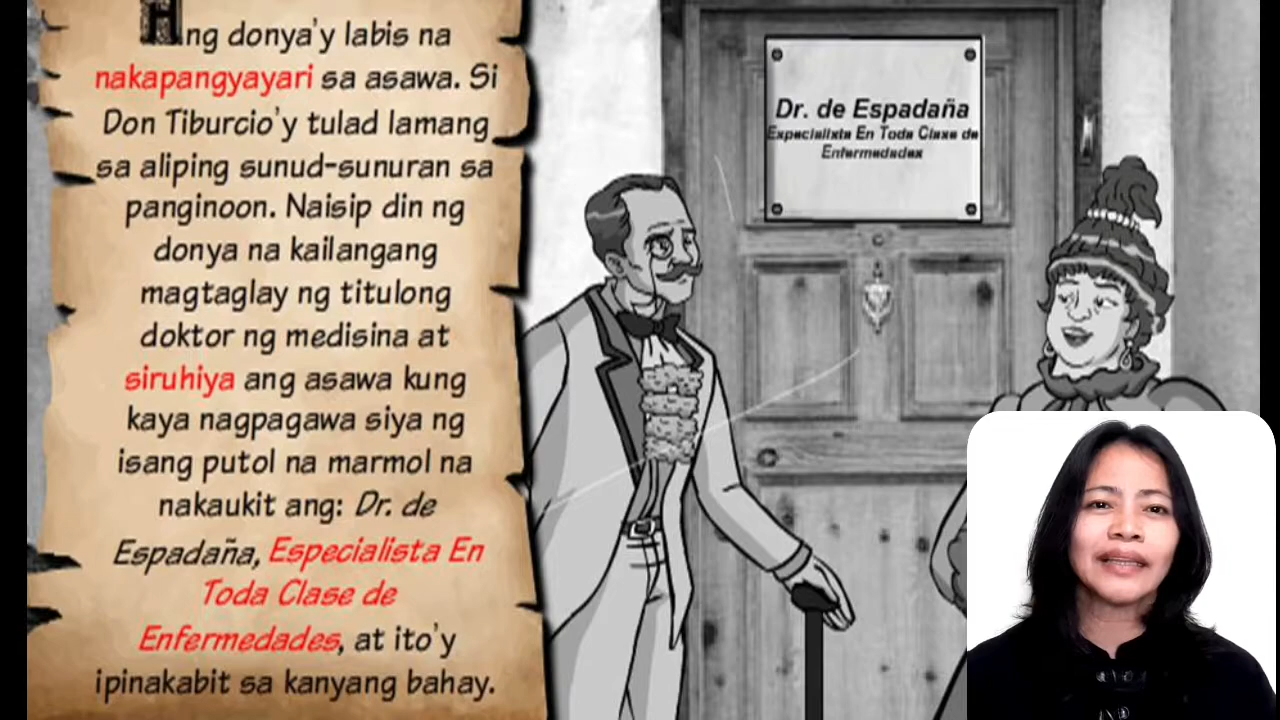 Ang donya'y labis na
nakapangyayari sa asawa. Si
Don Tiburcio'y tulad lamang
sa aliping sunud-sunuran sa
panginoon. Naisip din ng
donya na kailangang
magtaglay ng titulong
doktor ng medisina at
siruhiya ang asawa kung
kaya nagpagawa siya ng
isang putol na marmol na
nakaukit ang: Dr. de
Espadaña, Especialista En
Toda Clase de
Enfermedades, at ito'y
ipinakabit sa kanyang bahay.
Dr. de Espadaña
Especialista En Toda Clase de
Enfermedades